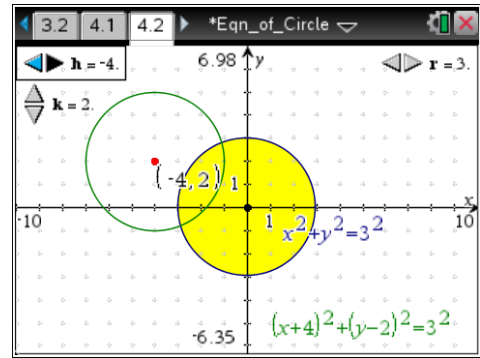 3.2 4.1 4.2 *Eqn_of_Circle
h = -4. 6.98 y r = 3.
k = 2.
(-4, 2) 1
-10 1 x 10
x²+y²=3²
-6.35 (x+4)²+(y−2)²=3²